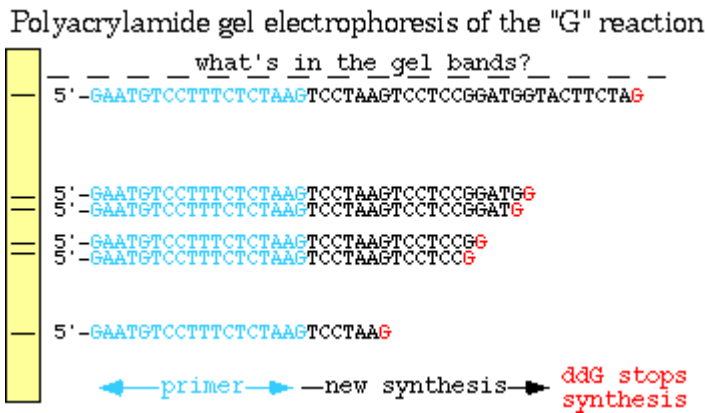 Polyacrylamide gel electrophoresis of the "G" reaction
what's in the gel bands?
5'-GAATGTCCTTTCTCTAAGTCCTAAGTCCTCCGGATGGTACTTCTAG
5'-GAATGTCCTTTCTCTAAGTCCTAAGTCCTCCGGATGG
5'-GAATGTCCTTTCTCTAAGTCCTAAGTCCTCCGGATG
5'-GAATGTCCTTTCTCTAAGTCCTAAGTCCTCCGG
5'-GAATGTCCTTTCTCTAAGTCCTAAGTCCTCCG
5'-GAATGTCCTTTCTCTAAGTCCTAAG
primer new synthesis ddG stops
synthesis